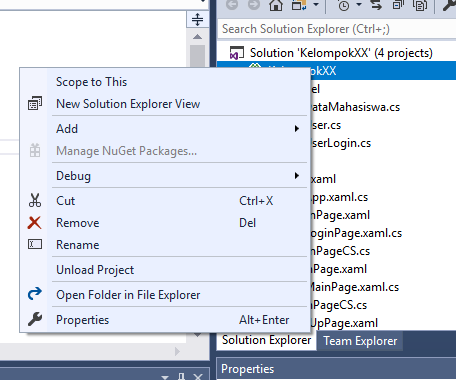 Search Solution Explorer (Ctrl+;)
Solution 'KelompokXX' (4 projects)
KelompokXX
Scope to This
New Solution Explorer View
Add
Manage NuGet Packages...
Debug
Cut Ctrl+X
Remove Del
Rename
Unload Project
Open Folder in File Explorer
Properties Alt+Enter
el
ataMahasiswa.cs
ser.cs
serLogin.cs
.xaml
pp.xaml.cs
nPage.xaml
oginPage.xaml.cs
nPageCS.cs
nPage.xaml
MainPage.xaml.cs
nPageCS.cs
UpPage.xaml
Solution Explorer Team Explorer
Properties